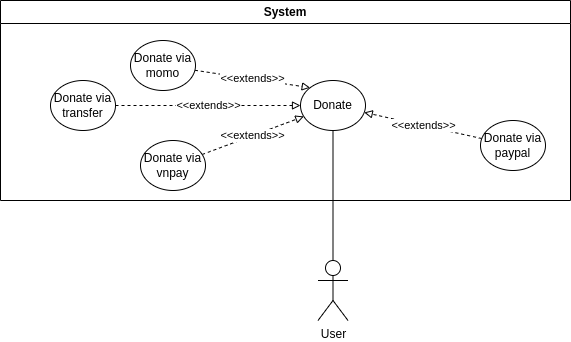 System
Donate via
momo
<<extends>>
Donate via
transfer
<<extends>>
Donate
<<extends>>
<<extends>>
Donate via
vnpay
Donate via
paypal
User